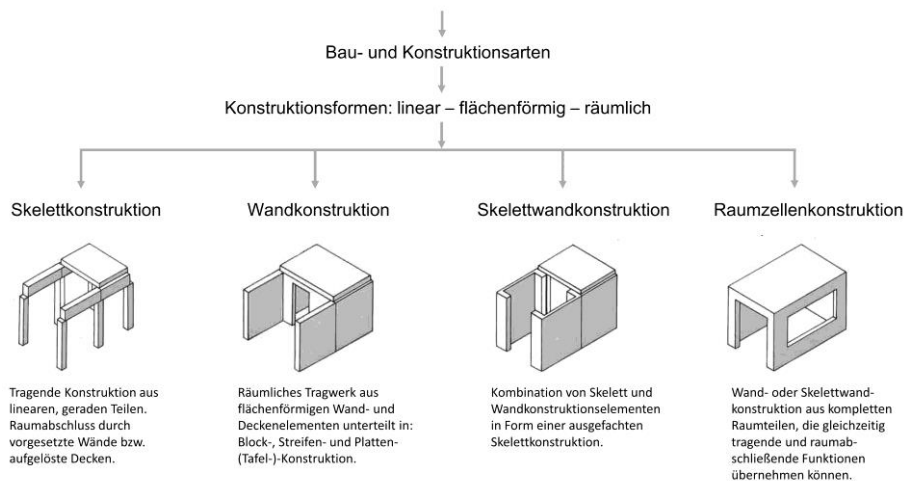 Bau- und Konstruktionsarten
Konstruktionsformen: linear – flächenförmig – räumlich
Skelettkonstruktion
Wandkonstruktion
Skelettwandkonstruktion
Raumzellenkonstruktion
Tragende Konstruktion aus
linearen, geraden Teilen.
Raumabschluss durch
vorgesetzte Wände bzw.
aufgelöste Decken.
Räumliches Tragwerk aus
flächenförmigen Wand- und
Deckenelementen unterteilt in:
Block-, Streifen- und Platten-
(Tafel-)-Konstruktion.
Kombination von Skelett und
Wandkonstruktionselementen
in Form einer ausgefachten
Skelettkonstruktion.
Wand- oder Skelettwand-
konstruktion aus kompletten
Raumteilen, die gleichzeitig
tragende und raumab-
schließende Funktionen
übernehmen können.